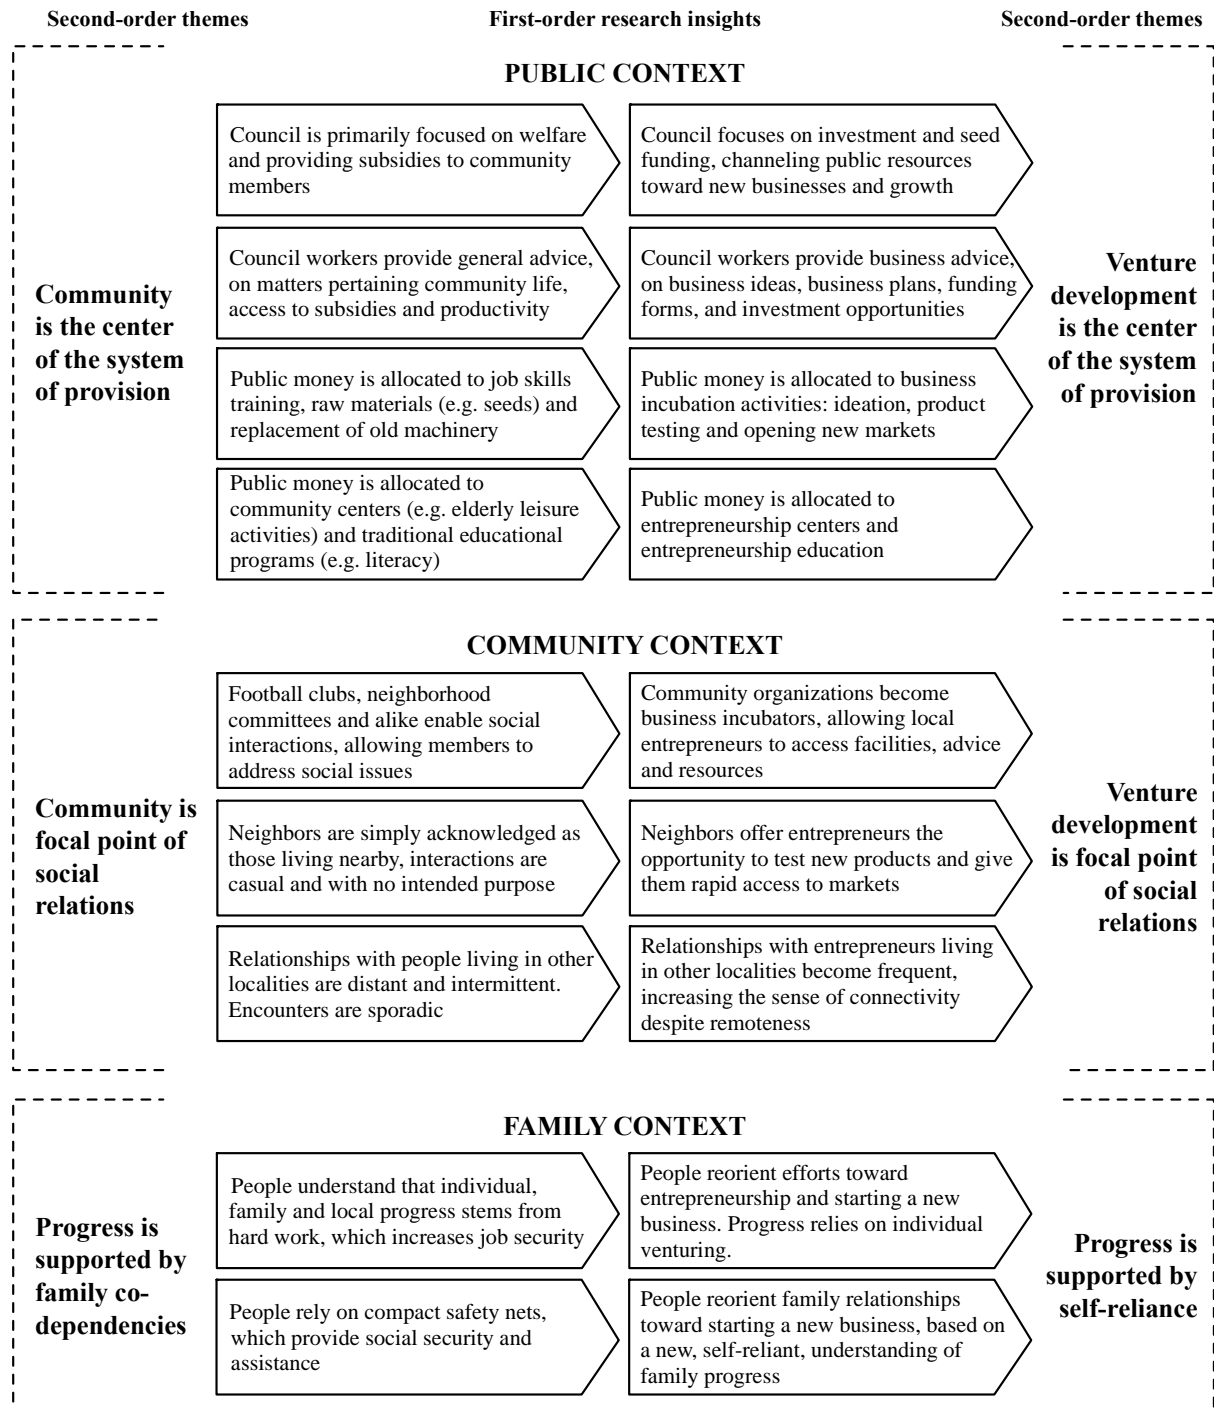 Second-order themes
First-order research insights
Second-order themes
PUBLIC CONTEXT
Community
is the center
of the system
of provision
Council is primarily focused on welfare
and providing subsidies to community
members
Council focuses on investment and seed
funding, channeling public resources
toward new businesses and growth
Council workers provide general advice,
on matters pertaining community life,
access to subsidies and productivity
Council workers provide business advice,
on business ideas, business plans, funding
forms, and investment opportunities
Public money is allocated to job skills
training, raw materials (e.g. seeds) and
replacement of old machinery
Public money is allocated to business
incubation activities: ideation, product
testing and opening new markets
Public money is allocated to
community centers (e.g. elderly leisure
activities) and traditional educational
programs (e.g. literacy)
Public money is allocated to
entrepreneurship centers and
entrepreneurship education
Venture
development
is the center
of the system
of provision
COMMUNITY CONTEXT
Community is
focal point of
social
relations
Football clubs, neighborhood
committees and alike enable social
interactions, allowing members to
address social issues
Community organizations become
business incubators, allowing local
entrepreneurs to access facilities, advice
and resources
Neighbors are simply acknowledged as
those living nearby, interactions are
casual and with no intended purpose
Neighbors offer entrepreneurs the
opportunity to test new products and give
them rapid access to markets
Relationships with people living in other
localities are distant and intermittent.
Encounters are sporadic
Relationships with entrepreneurs living
in other localities become frequent,
increasing the sense of connectivity
despite remoteness
Venture
development
is focal point
of social
relations
FAMILY CONTEXT
Progress is
supported by
family co-
dependencies
People understand that individual,
family and local progress stems from
hard work, which increases job security
People reorient efforts toward
entrepreneurship and starting a new
business. Progress relies on individual
venturing.
People rely on compact safety nets,
which provide social security and
assistance
People reorient family relationships
toward starting a new business, based on
a new, self-reliant, understanding of
family progress
Progress is
supported by
self-reliance